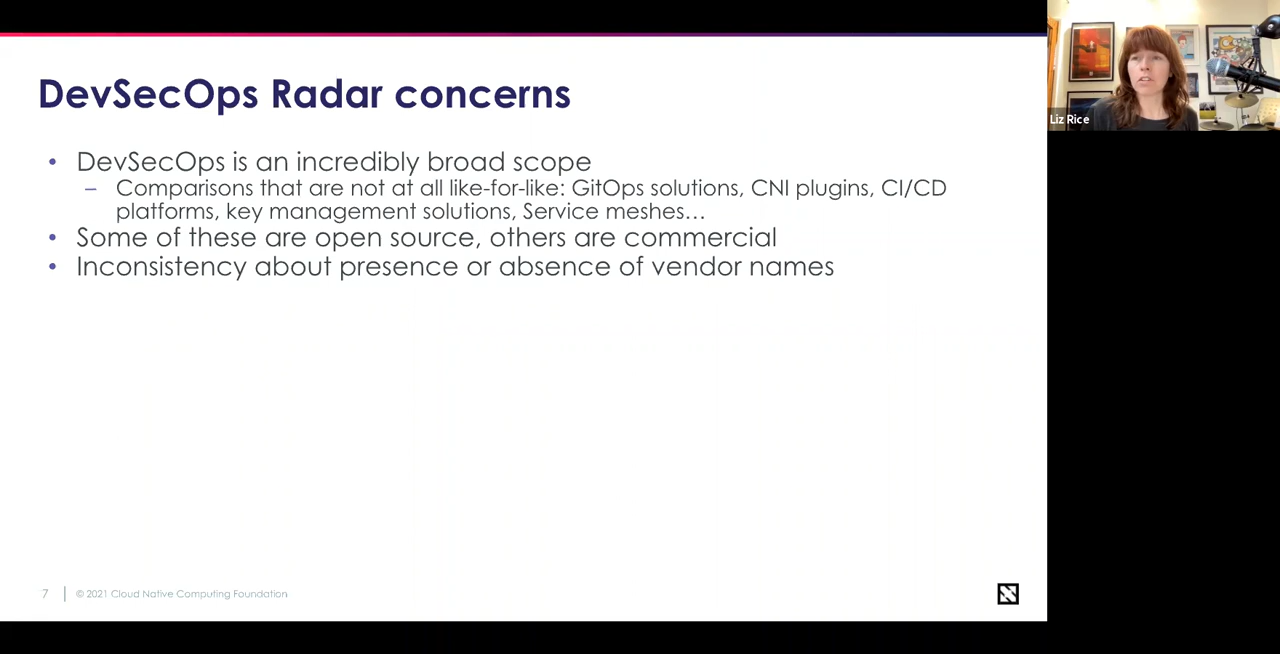 DevSecOps Radar concerns
• DevSecOps is an incredibly broad scope
– Comparisons that are not at all like-for-like: GitOps solutions, CNI plugins, CI/CD
platforms, key management solutions, Service meshes…
• Some of these are open source, others are commercial
• Inconsistency about presence or absence of vendor names
Liz Rice
7 | © 2021 Cloud Native Computing Foundation